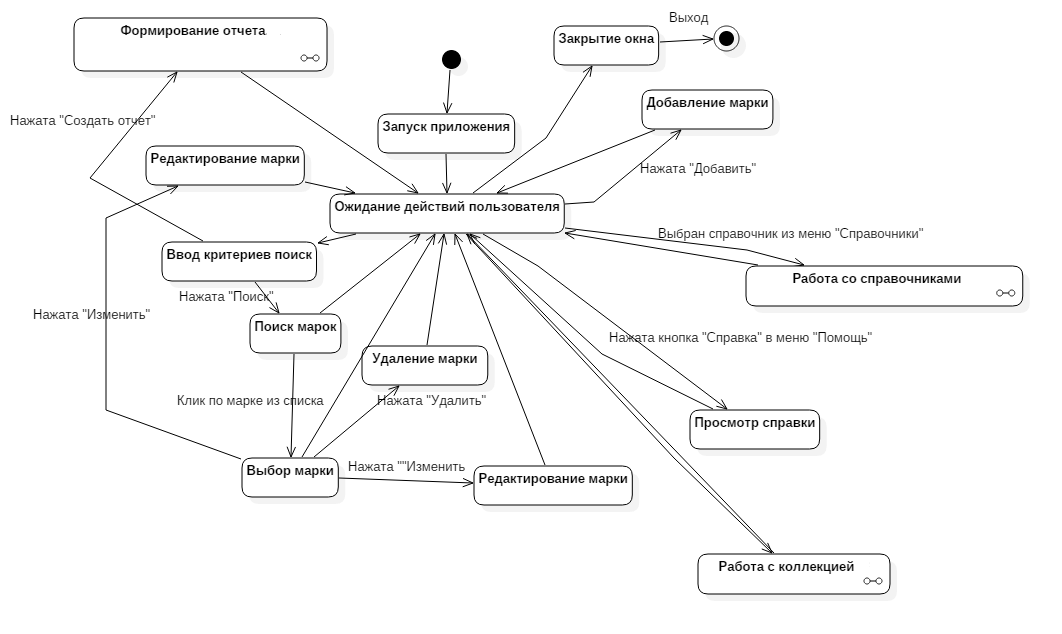 Выход
Формирование отчета
Закрытие окна
Добавление марки
Нажата "Создать отчет"
Запуск приложения
Редактирование марки
Нажата "Добавить"
Ожидание действий пользователя
Выбран справочник из меню "Справочники"
Ввод критериев поиск
Работа со справочниками
Нажата "Поиск"
Нажата "Изменить"
Поиск марок
Нажата кнопка "Справка" в меню "Помощь"
Удаление марки
Клик по марке из списка
Нажата "Удалить"
Просмотр справки
Выбор марки
Нажата ""Изменить
Редактирование марки
Работа с коллекцией